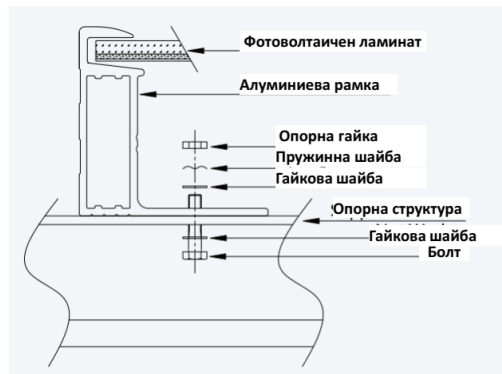 Фотоволтаичен ламинат
Алуминиева рамка
Опорна гайка
Пружинна шайба
Гайкова шайба
Опорна структура
Гайкова шайба
Болт